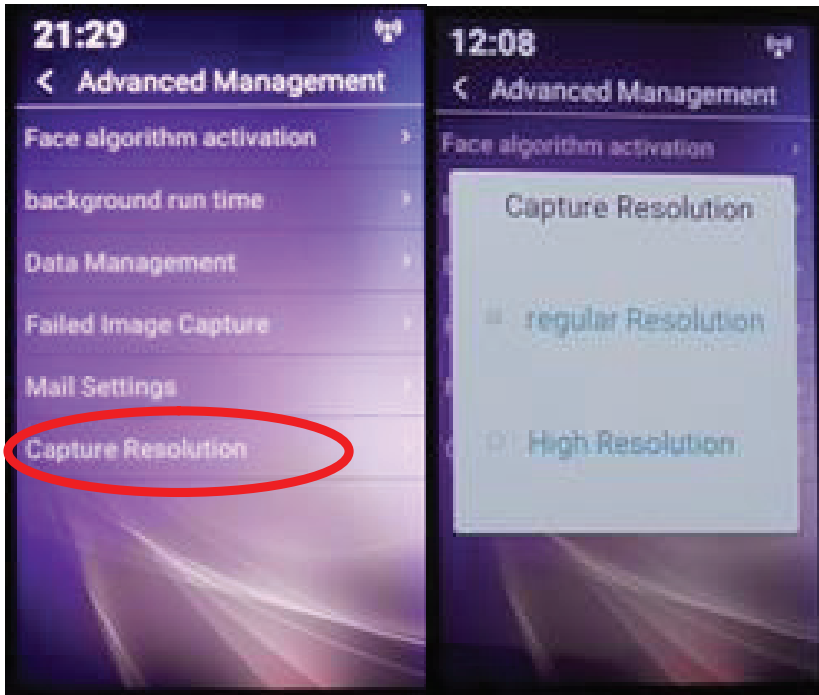 21:29
Advanced Management
Face algorithm activation
background run time
Data Management
Failed Image Capture
Mail Settings
Capture Resolution
12:08
Advanced Management
Face algorithm activation
Capture Resolution
regular Resolution
High Resolution